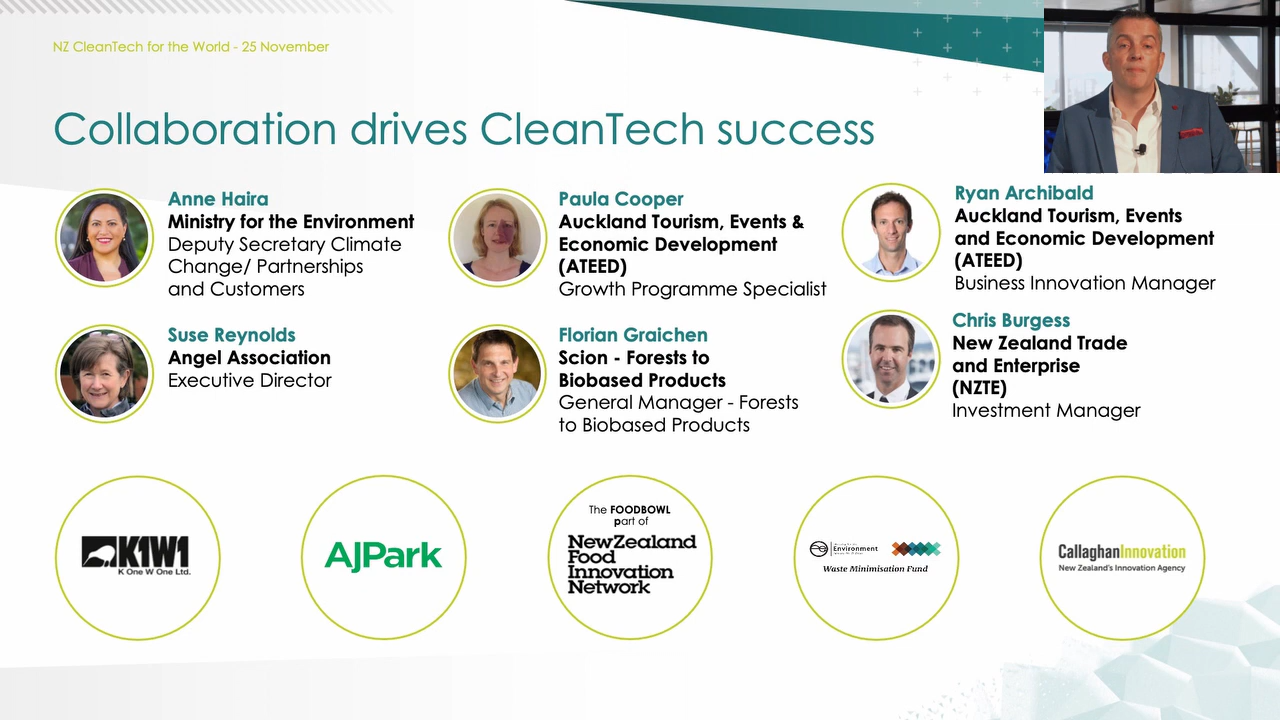 NZ CleanTech for the World - 25 November
Collaboration drives CleanTech success
Anne Haira
Ministry for the Environment
Deputy Secretary Climate
Change/ Partnerships
and Customers
Paula Cooper
Auckland Tourism, Events &
Economic Development
(ATEED)
Growth Programme Specialist
Ryan Archibald
Auckland Tourism, Events
and Economic Development
(ATEED)
Business Innovation Manager
Suse Reynolds
Angel Association
Executive Director
Florian Graichen
Scion - Forests to
Biobased Products
General Manager - Forests
to Biobased Products
Chris Burgess
New Zealand Trade
and Enterprise
(NZTE)
Investment Manager
K1W1
K One W One Ltd.
AJPark
The FOODBOWL
part of
NewZealand
Food
Innovation
Network
Environment
Waste Minimisation Fund
CallaghanInnovation
New Zealand's Innovation Agency